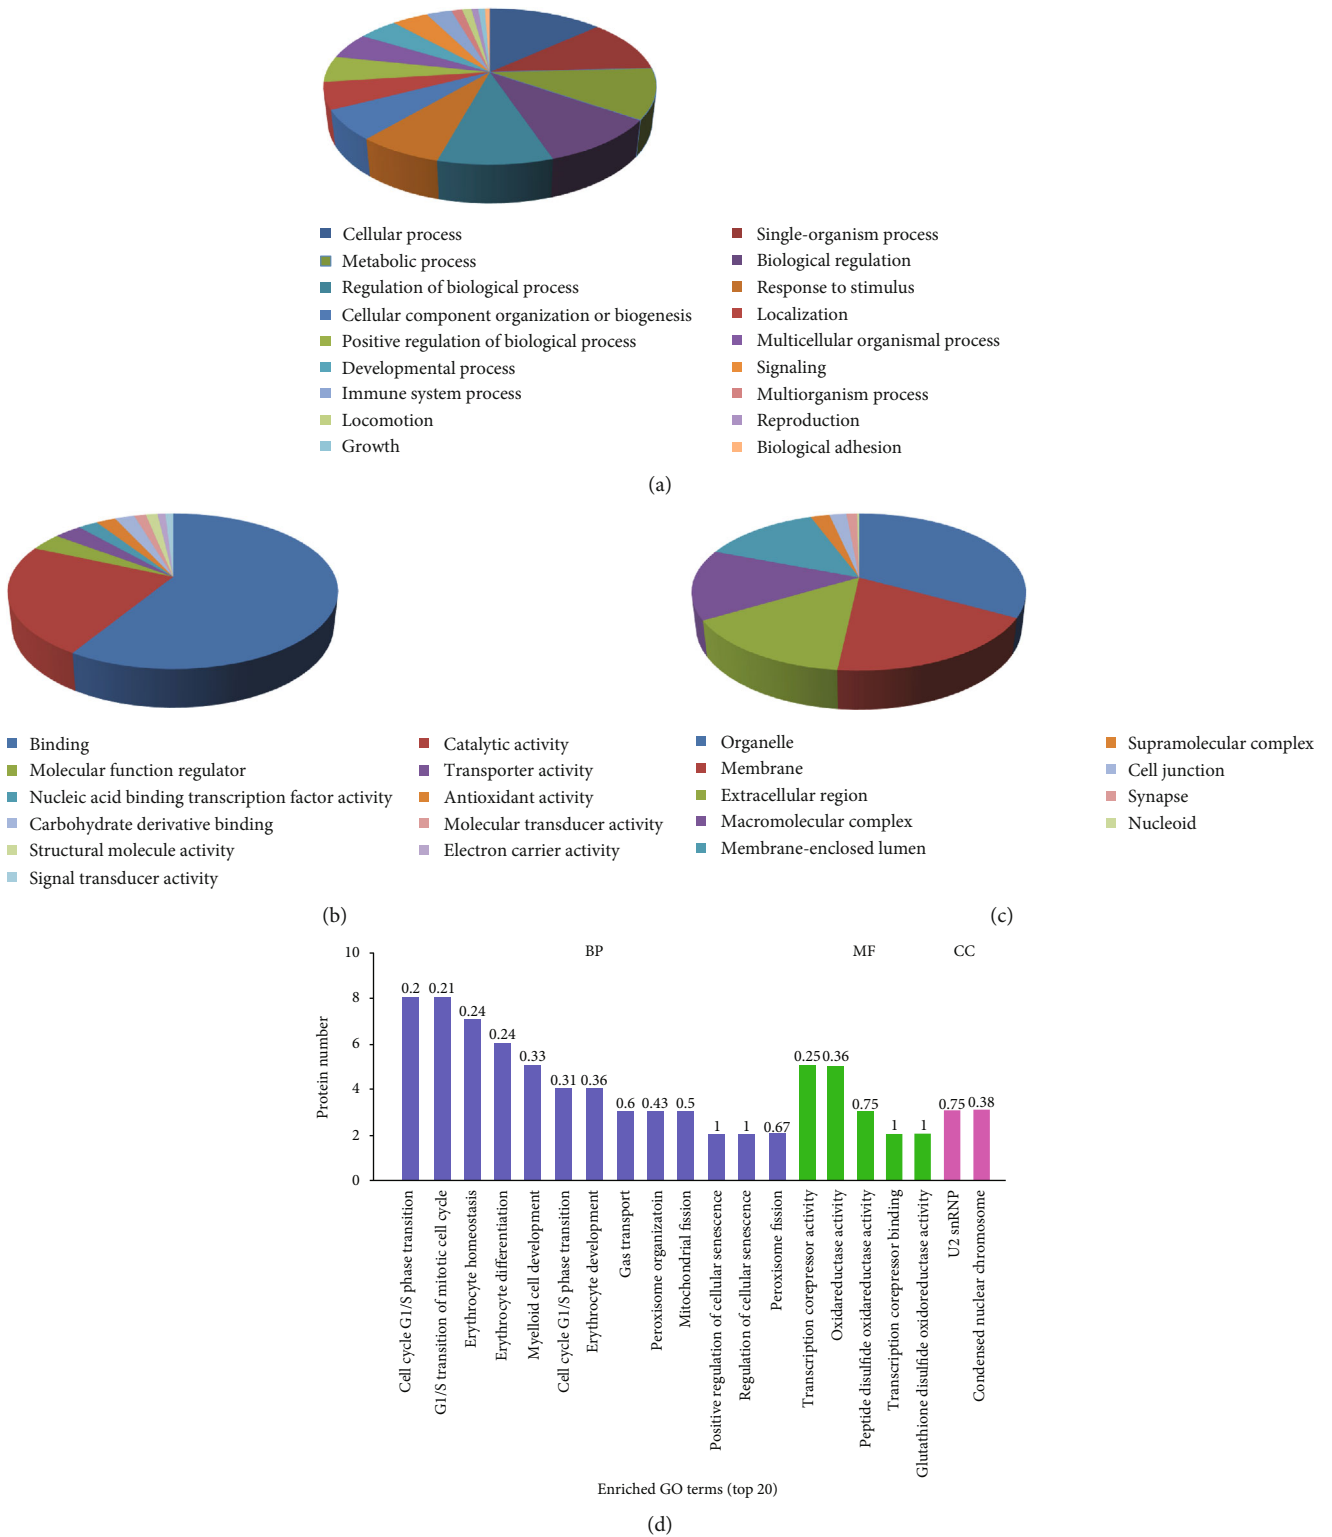 Cellular process
Single-organism process
Metabolic process
Biological regulation
Regulation of biological process
Response to stimulus
Cellular component organization or biogenesis
Localization
Positive regulation of biological process
Multicellular organismal process
Developmental process
Signaling
Immune system process
Multiorganism process
Locomotion
Reproduction
Growth
Biological adhesion
(a)
Binding
Catalytic activity
Molecular function regulator
Transporter activity
Nucleic acid binding transcription factor activity
Antioxidant activity
Carbohydrate derivative binding
Molecular transducer activity
Structural molecule activity
Electron carrier activity
Signal transducer activity
(b)
Organelle
Supramolecular complex
Membrane
Cell junction
Extracellular region
Synapse
Macromolecular complex
Nucleoid
Membrane-enclosed lumen
(c)
BP
MF
CC
Protein number
10
8
6
4
2
0
0.2
0.21
0.24
0.24
0.33
0.31
0.36
0.6
0.43
0.5
1
1
0.67
0.25
0.36
0.75
1
1
0.75
0.38
Cell cycle G1/S phase transition
G1/S transition of mitotic cell cycle
Erythrocyte homeostasis
Erythrocyte differentiation
Myelloid cell development
Cell cycle G1/S phase transition
Erythrocyte development
Gas transport
Peroxisome organizatoin
Mitochondrial fission
Positive regulation of cellular senescence
Regulation of cellular senescence
Peroxisome fission
Transcription corepressor activity
Oxidareductase activity
Peptide disulfide oxidareductase activity
Transcription corepressor binding
Glutathione disulfide oxidoreductase activity
U2 snRNP
Condensed nuclear chromosome
Enriched GO terms (top 20)
(d)